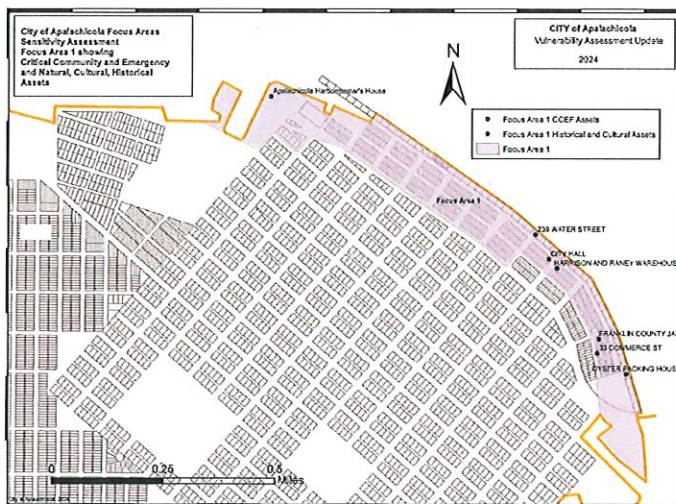 City of Apalachicola Focus Areas
Sensitivity Assessment
Focus Area 1 showing
Critical Community and Emergency
and Natural, Cultural, Historical
Assets
CITY of Apalachicola
Vulnerability Assessment Update
2024
N
Apalachicola Harbormaster's House
Focus Area 1 CCEF Assets
Focus Area 1 Historical and Cultural Assets
Focus Area 1
Focus Area 1
239 WATER STREET
CITY HALL
HARRISON AND RANEY WAREHOUS
FRANKLIN COUNTY JA
33 COMMERCE ST
OYSTER PACKING HOUS
0 0.25 0.5
Miles